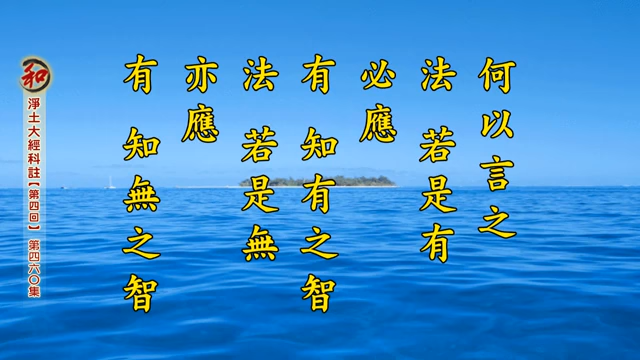 何以言之
法 若是有
必應
有 知有之智
法 若是無
亦應
有 知無之智
和
淨土大經科註【第四回】 第四六〇集